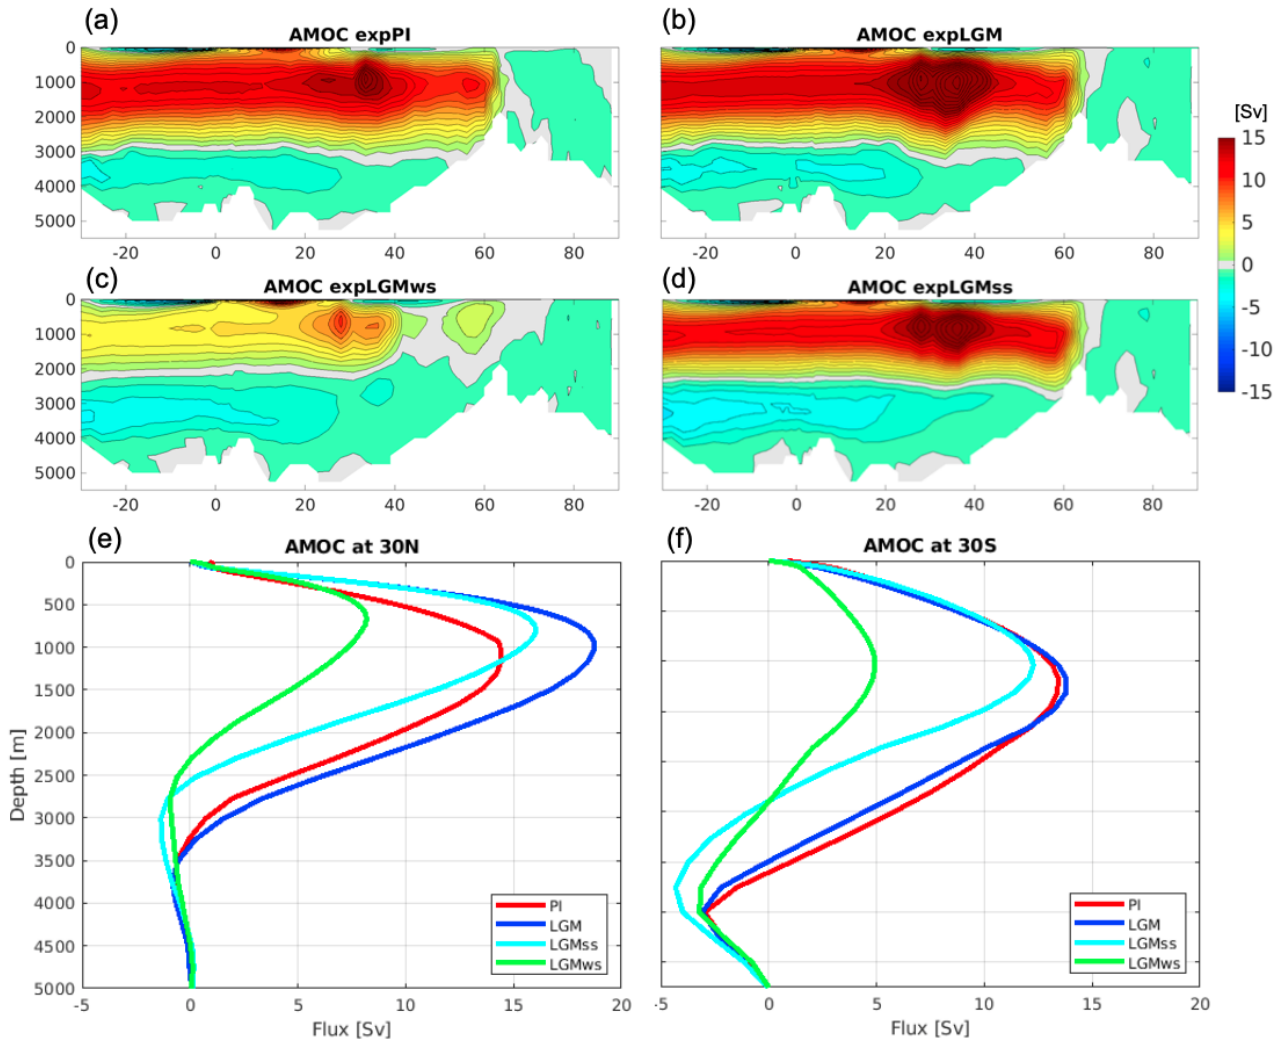 (a)
AMOC expPI
(b)
AMOC expLGM
0
1000
2000
3000
4000
5000
-20 0 20 40 60 80
-20 0 20 40 60 80
[Sv]
15
10
5
0
-5
-10
-15
(c)
AMOC expLGMws
(d)
AMOC expLGMss
0
1000
2000
3000
4000
5000
-20 0 20 40 60 80
-20 0 20 40 60 80
(e)
AMOC at 30N
Depth [m]
0
500
1000
1500
2000
2500
3000
3500
4000
4500
5000
PI
LGM
LGMss
LGMws
-5 0 5 10 15 20
Flux [Sv]
(f)
AMOC at 30S
PI
LGM
LGMss
LGMws
-5 0 5 10 15 20
Flux [Sv]